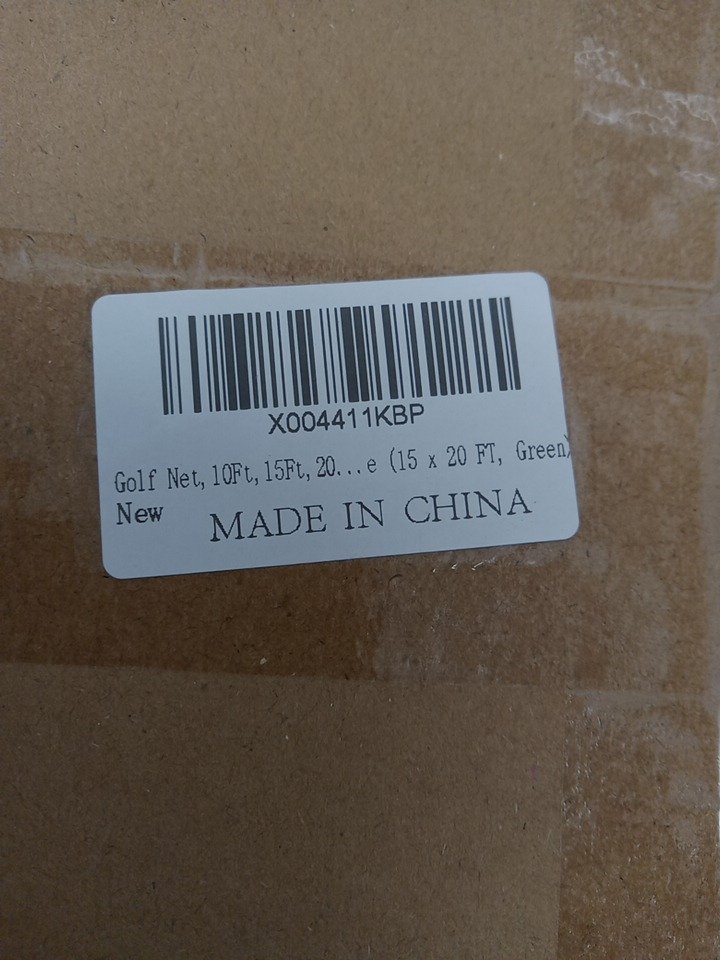 X004411KBP
Golf Net, 10Ft, 15Ft, 20...e (15 x 20 FT, Green)
New MADE IN CHINA